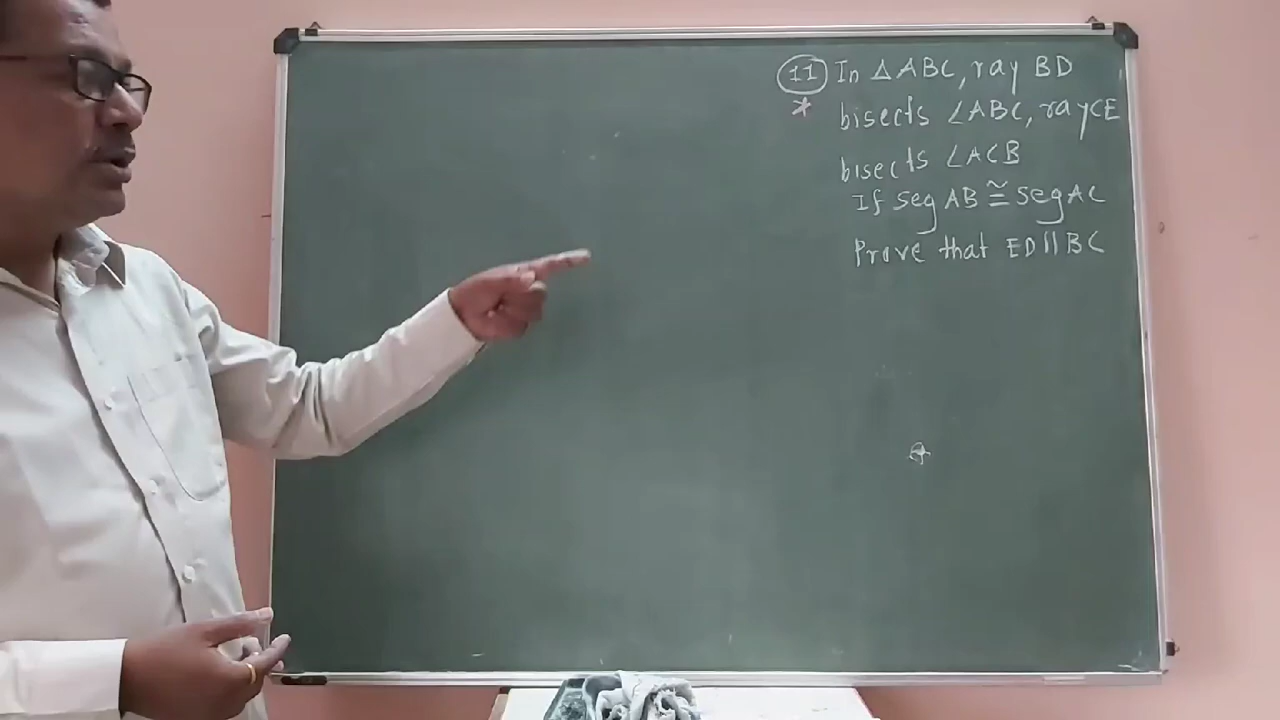 11 In △ABC, ray BD
* bisects ∠ABC, ray CE
bisects ∠ACB
If seg AB ≅ seg AC
Prove that ED || BC